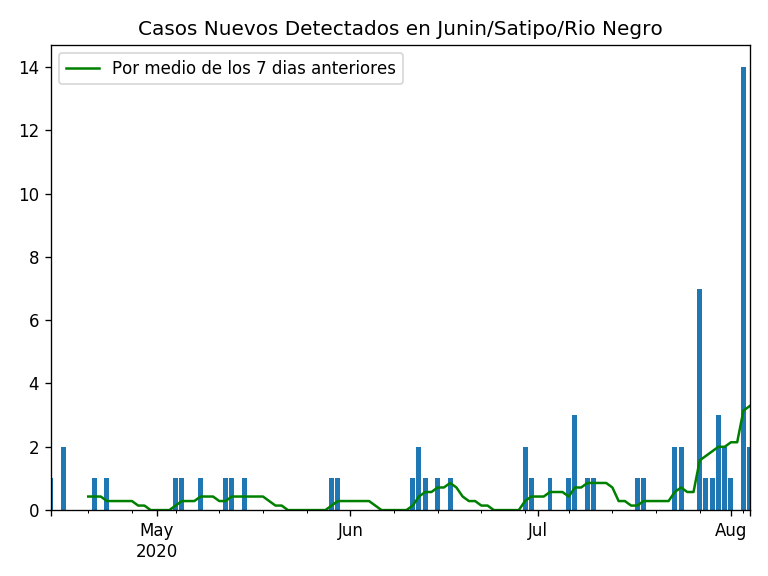 Casos Nuevos Detectados en Junin/Satipo/Rio Negro
Por medio de los 7 dias anteriores
14
12
10
8
6
4
2
0
May
2020
Jun
Jul
Aug